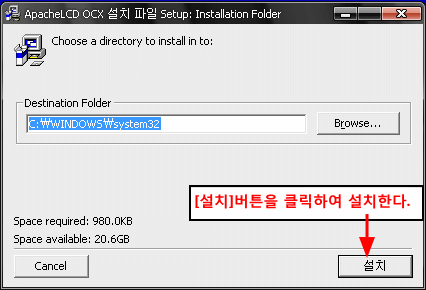 ApacheLCD OCX 설치 파일 Setup: Installation Folder
Choose a directory to install in to:
Destination Folder
C:₩WINDOWS₩system32
Browse...
[설치]버튼을 클릭하여 설치한다.
Space required: 980.0KB
Space available: 20.6GB
Cancel
설치